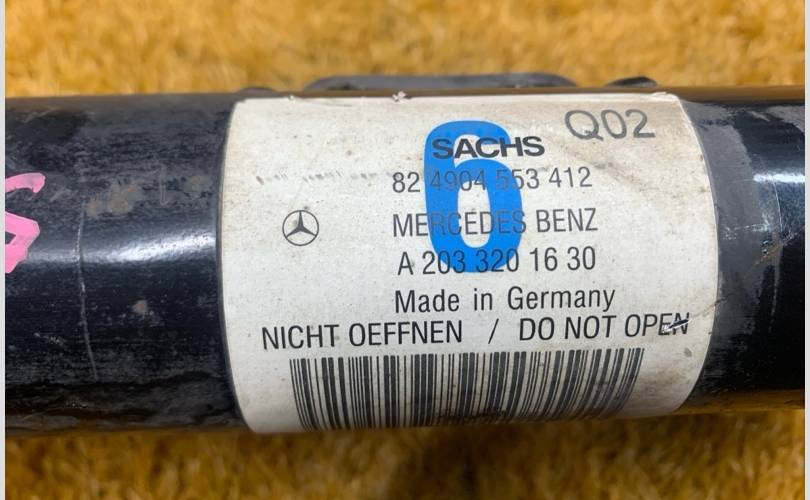 Q02
6
SACHS
82 4904 553 412
MERCEDES BENZ
A 203 320 16 30
Made in Germany
NICHT OEFFNEN / DO NOT OPEN